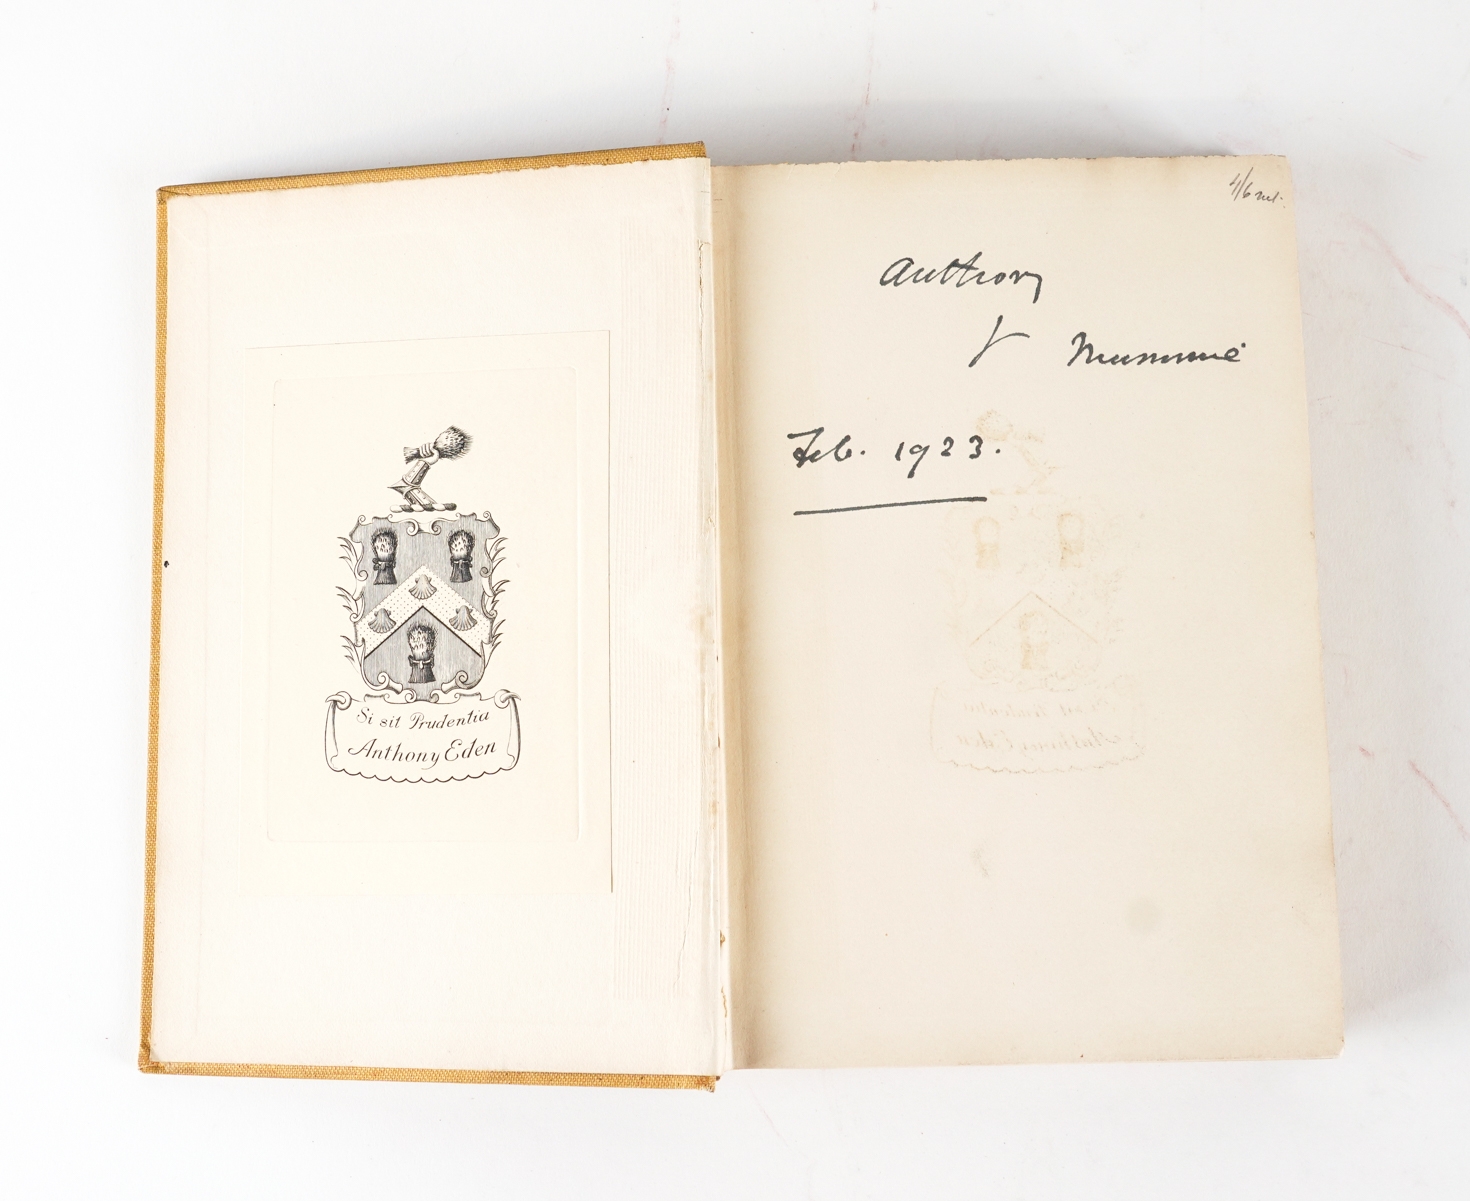 Si sit Prudentia
Anthony Eden
4/6 net.
Anthony
f Mummie
Feb. 1923.